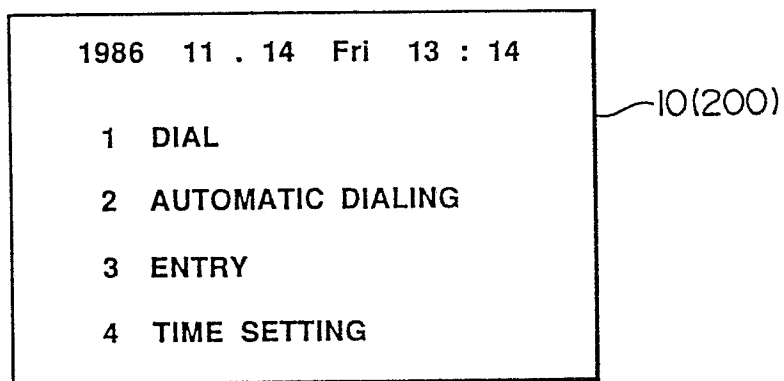 1986 11 . 14 Fri 13 : 14
10(200)
1 DIAL
2 AUTOMATIC DIALING
3 ENTRY
4 TIME SETTING